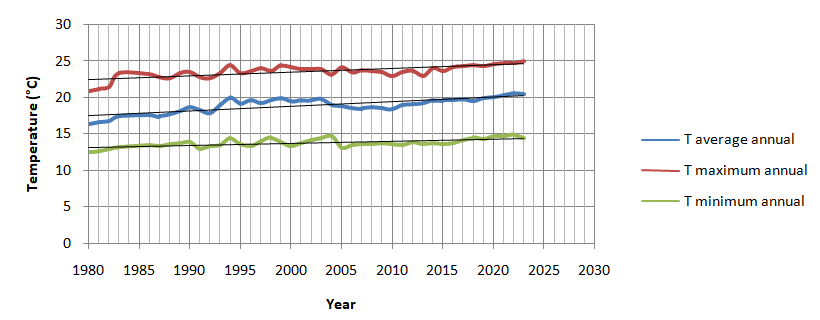 30
25
20
15
10
5
0
Temperature (°C)
1980 1985 1990 1995 2000 2005 2010 2015 2020 2025 2030
Year
T average annual
T maximum annual
T minimum annual